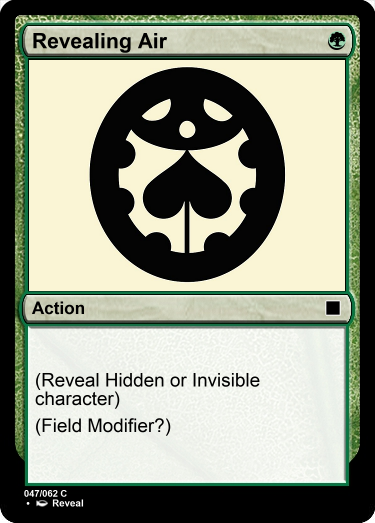 Revealing Air
Action
(Reveal Hidden or Invisible
character)
(Field Modifier?)
047/062 C
• Reveal